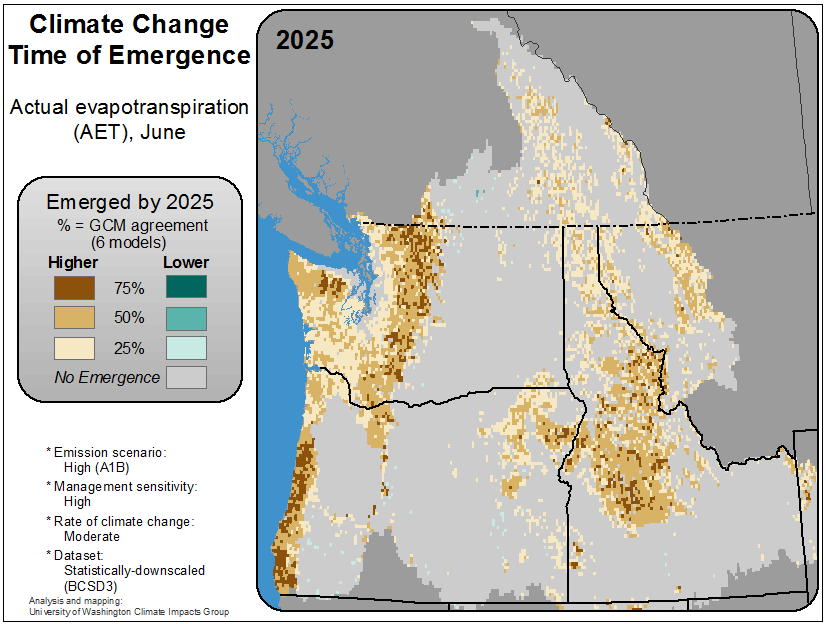 Climate Change
Time of Emergence
Actual evapotranspiration
(AET), June
2025
Emerged by 2025
% = GCM agreement
(6 models)
Higher Lower
75%
50%
25%
No Emergence
* Emission scenario:
High (A1B)
* Management sensitivity:
High
* Rate of climate change:
Moderate
* Dataset:
Statistically-downscaled
(BCSD3)
Analysis and mapping:
University of Washington Climate Impacts Group